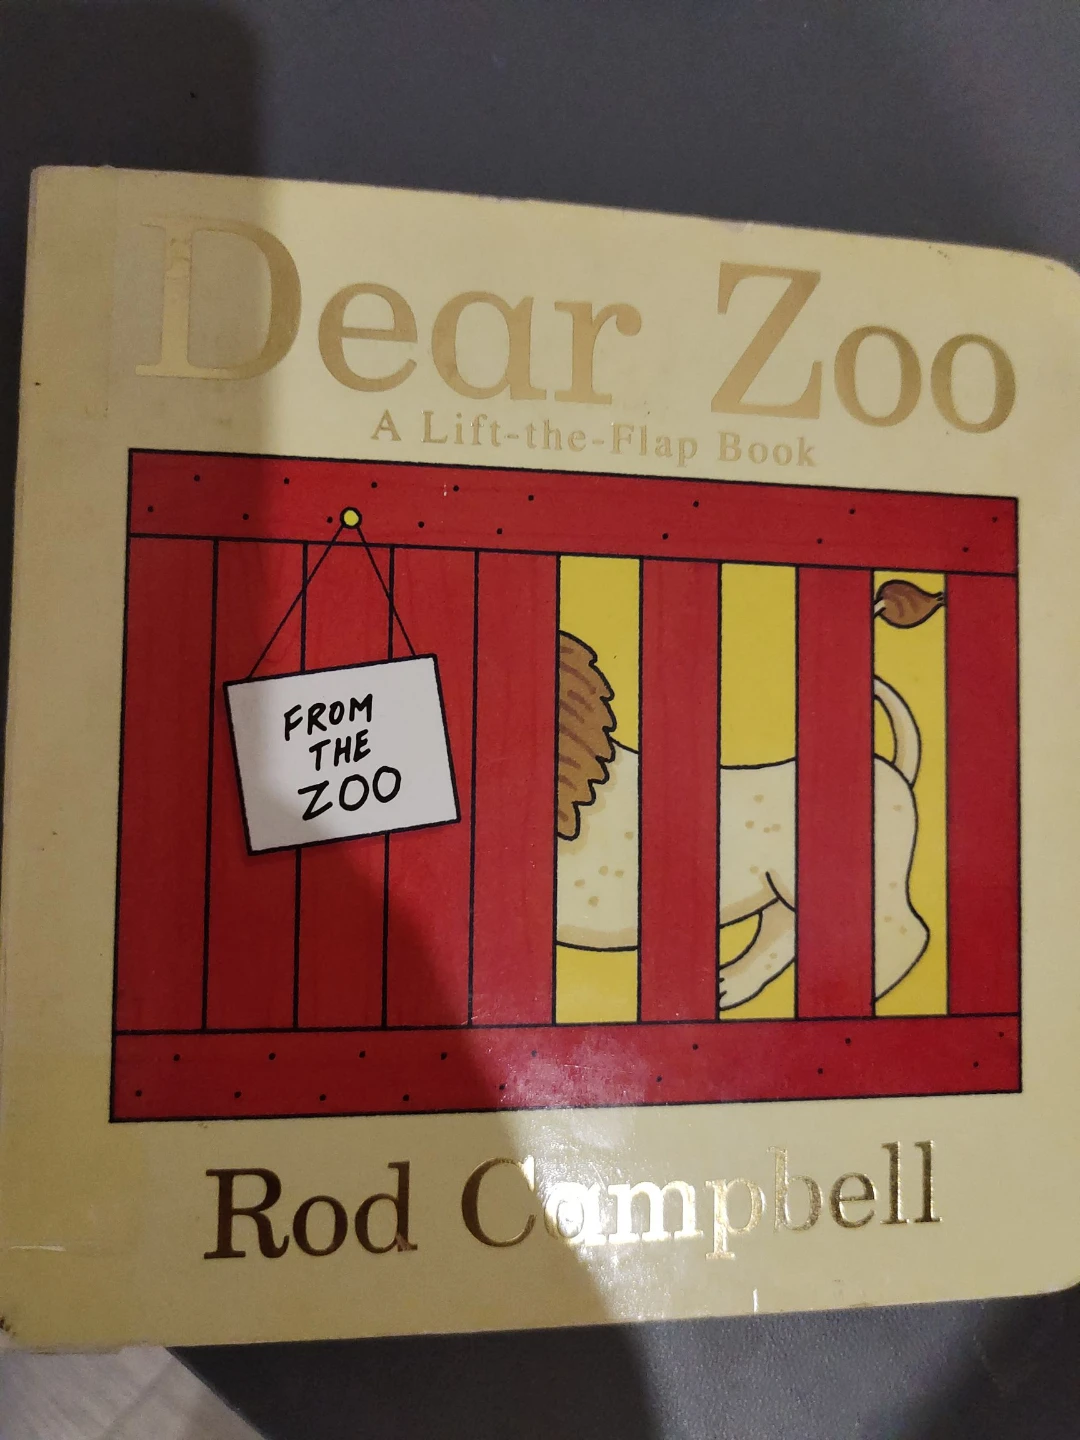 Dear Zoo
A Lift-the-Flap Book
FROM
THE
ZOO
Rod Campbell